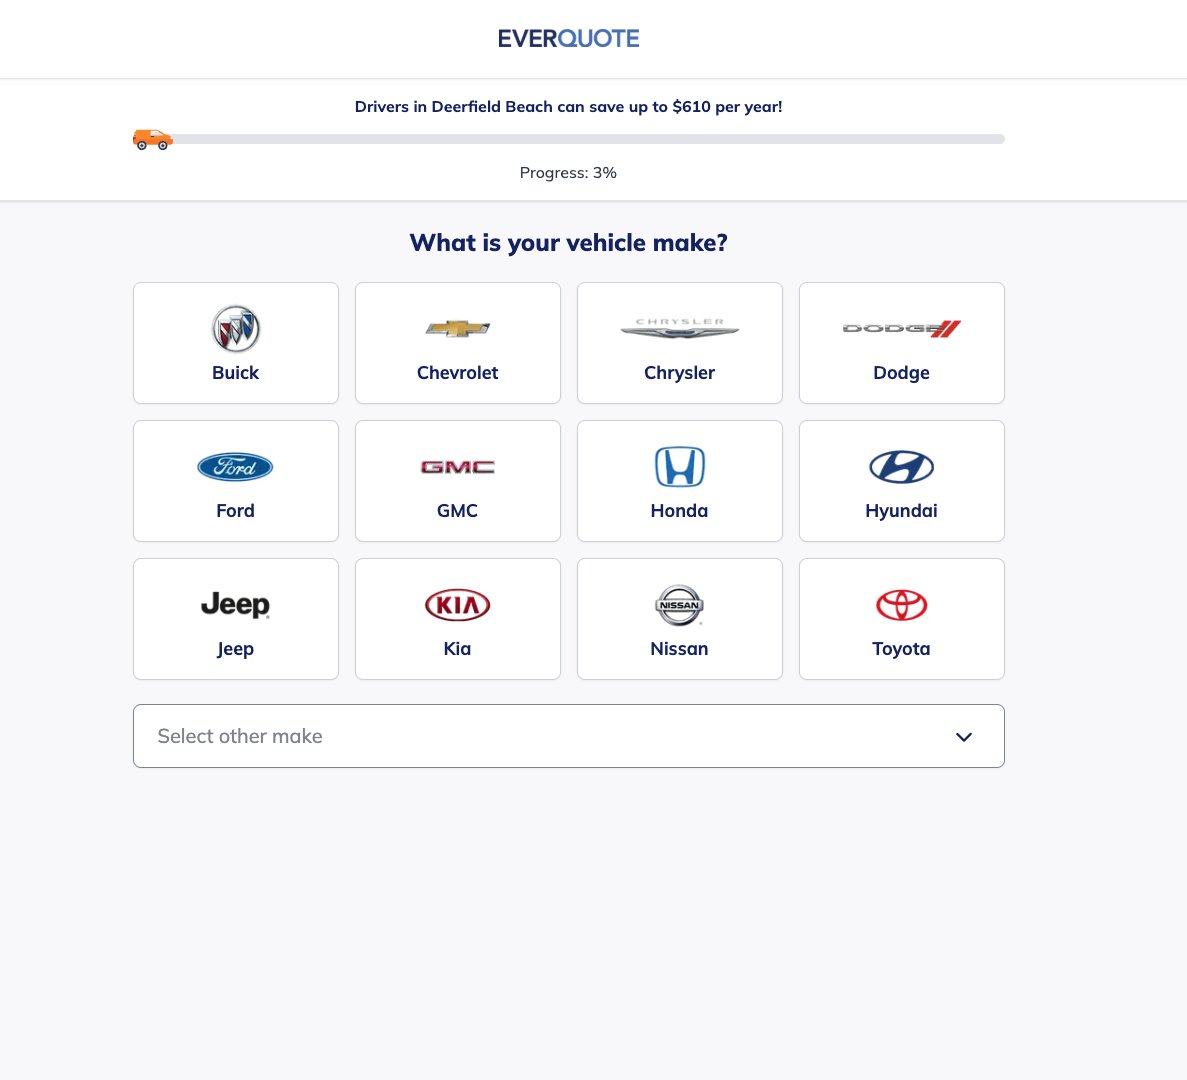 EVERQUOTE
Drivers in Deerfield Beach can save up to $610 per year!
Progress: 3%
What is your vehicle make?
Buick
Chevrolet
CHRYSLER
Chrysler
DODGE
Dodge
Ford
Ford
GMC
GMC
Honda
Hyundai
Jeep
Jeep
KIA
Kia
NISSAN
Nissan
Toyota
Select other make